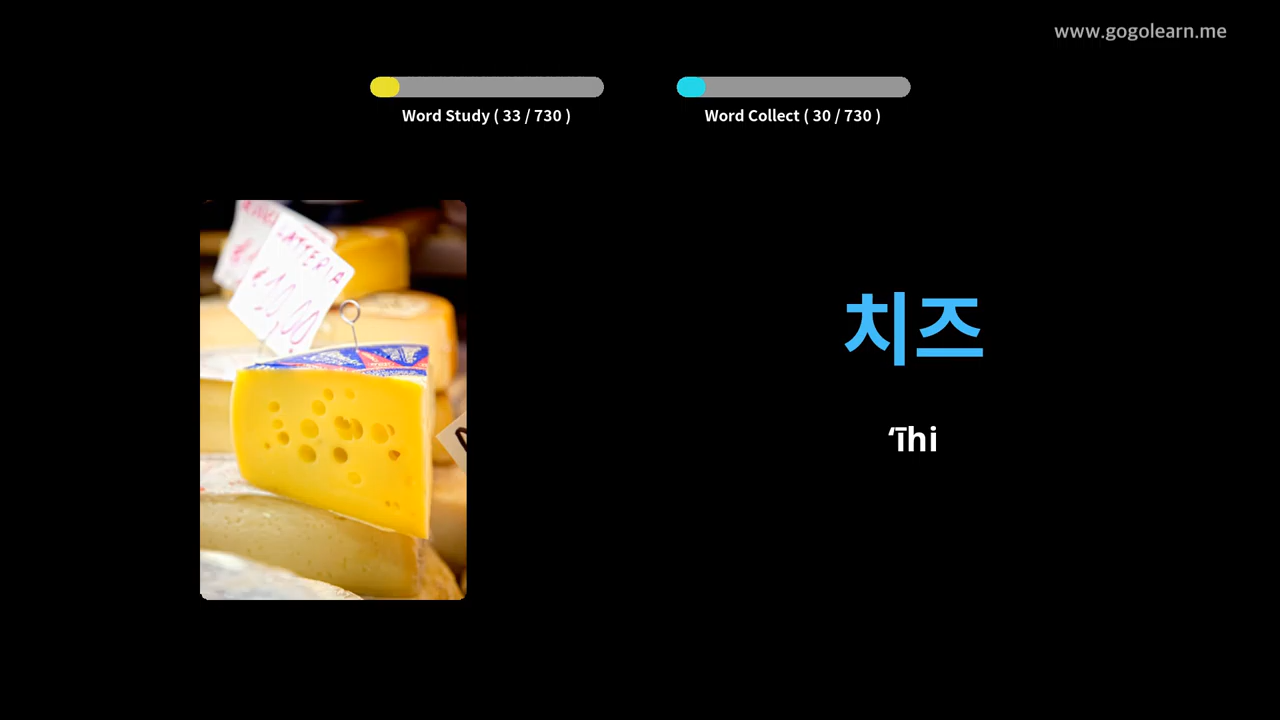 www.gogolearn.me
Word Study ( 33 / 730 )
Word Collect ( 30 / 730 )
LATTERIA
치즈
ʻīhi